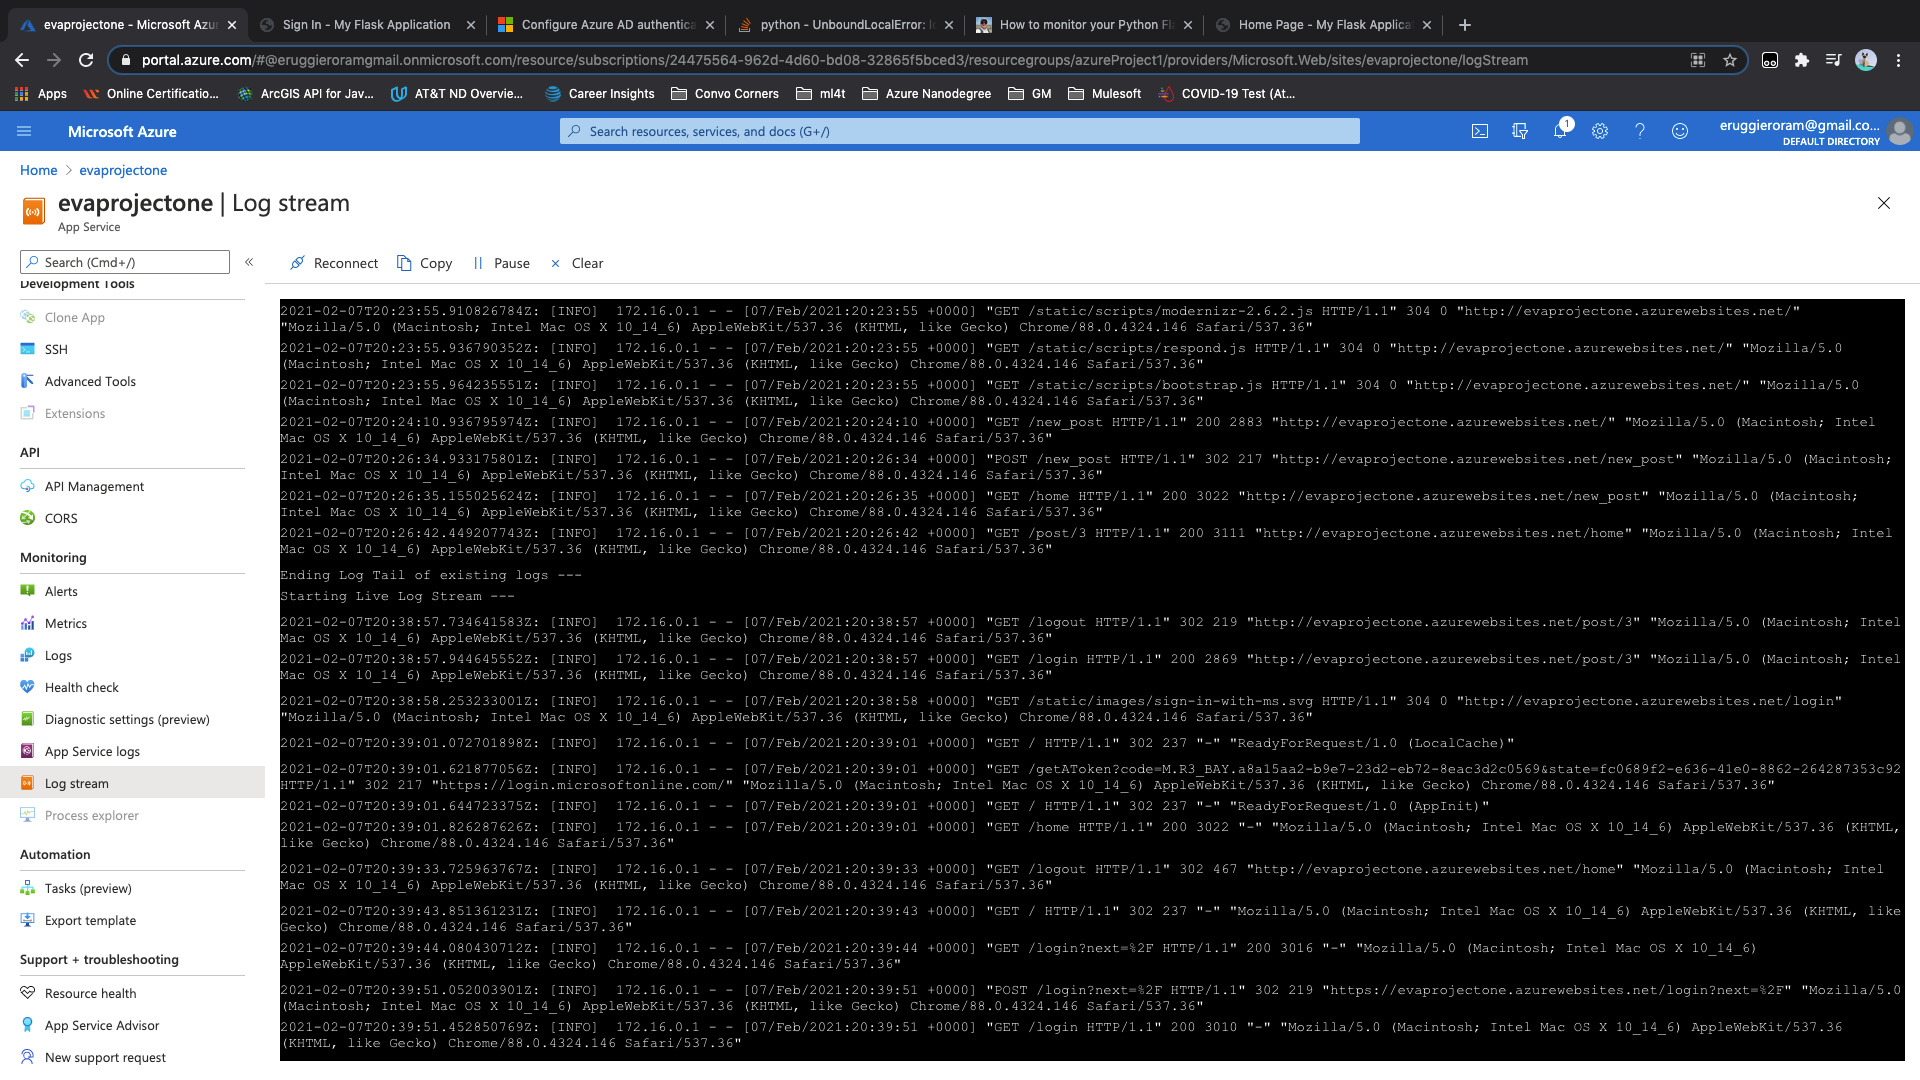 evaprojectone - Microsoft Azur
Sign In - My Flask Application
Configure Azure AD authentica
python - UnboundLocalError: l
How to monitor your Python Fl
Home Page - My Flask Applica
portal.azure.com/#@eruggieroramgmail.onmicrosoft.com/resource/subscriptions/24475564-962d-4d60-bd08-32865f5bced3/resourcegroups/azureProject1/providers/Microsoft.Web/sites/evaprojectone/logStream
Apps
Online Certificatio...
ArcGIS API for Jav...
AT&T ND Overvie...
Career Insights
Convo Corners
ml4t
Azure Nanodegree
GM
Mulesoft
COVID-19 Test (At...
Microsoft Azure
Search resources, services, and docs (G+/)
1
eruggieroram@gmail.co...
DEFAULT DIRECTORY
Home > evaprojectone
evaprojectone | Log stream
App Service
Search (Cmd+/)
«
Reconnect
Copy
Pause
Clear
Development Tools
Clone App
SSH
Advanced Tools
Extensions
API
API Management
CORS
Monitoring
Alerts
Metrics
Logs
Health check
Diagnostic settings (preview)
App Service logs
Log stream
Process explorer
Automation
Tasks (preview)
Export template
Support + troubleshooting
Resource health
App Service Advisor
New support request
2021-02-07T20:23:55.910826784Z: [INFO]  172.16.0.1 - - [07/Feb/2021:20:23:55 +0000] "GET /static/scripts/modernizr-2.6.2.js HTTP/1.1" 304 0 "http://evaprojectone.azurewebsites.net/"
"Mozilla/5.0 (Macintosh; Intel Mac OS X 10_14_6) AppleWebKit/537.36 (KHTML, like Gecko) Chrome/88.0.4324.146 Safari/537.36"
2021-02-07T20:23:55.936790352Z: [INFO]  172.16.0.1 - - [07/Feb/2021:20:23:55 +0000] "GET /static/scripts/respond.js HTTP/1.1" 304 0 "http://evaprojectone.azurewebsites.net/" "Mozilla/5.0
(Macintosh; Intel Mac OS X 10_14_6) AppleWebKit/537.36 (KHTML, like Gecko) Chrome/88.0.4324.146 Safari/537.36"
2021-02-07T20:23:55.964235551Z: [INFO]  172.16.0.1 - - [07/Feb/2021:20:23:55 +0000] "GET /static/scripts/bootstrap.js HTTP/1.1" 304 0 "http://evaprojectone.azurewebsites.net/" "Mozilla/5.0
(Macintosh; Intel Mac OS X 10_14_6) AppleWebKit/537.36 (KHTML, like Gecko) Chrome/88.0.4324.146 Safari/537.36"
2021-02-07T20:24:10.936795974Z: [INFO]  172.16.0.1 - - [07/Feb/2021:20:24:10 +0000] "GET /new_post HTTP/1.1" 200 2883 "http://evaprojectone.azurewebsites.net/" "Mozilla/5.0 (Macintosh; Intel
Mac OS X 10_14_6) AppleWebKit/537.36 (KHTML, like Gecko) Chrome/88.0.4324.146 Safari/537.36"
2021-02-07T20:26:34.933175801Z: [INFO]  172.16.0.1 - - [07/Feb/2021:20:26:34 +0000] "POST /new_post HTTP/1.1" 302 217 "http://evaprojectone.azurewebsites.net/new_post" "Mozilla/5.0 (Macintosh;
Intel Mac OS X 10_14_6) AppleWebKit/537.36 (KHTML, like Gecko) Chrome/88.0.4324.146 Safari/537.36"
2021-02-07T20:26:35.155025624Z: [INFO]  172.16.0.1 - - [07/Feb/2021:20:26:35 +0000] "GET /home HTTP/1.1" 200 3022 "http://evaprojectone.azurewebsites.net/new_post" "Mozilla/5.0 (Macintosh;
Intel Mac OS X 10_14_6) AppleWebKit/537.36 (KHTML, like Gecko) Chrome/88.0.4324.146 Safari/537.36"
2021-02-07T20:26:42.449207743Z: [INFO]  172.16.0.1 - - [07/Feb/2021:20:26:42 +0000] "GET /post/3 HTTP/1.1" 200 3111 "http://evaprojectone.azurewebsites.net/home" "Mozilla/5.0 (Macintosh; Intel
Mac OS X 10_14_6) AppleWebKit/537.36 (KHTML, like Gecko) Chrome/88.0.4324.146 Safari/537.36"
Ending Log Tail of existing logs ---
Starting Live Log Stream ---
2021-02-07T20:38:57.734641583Z: [INFO]  172.16.0.1 - - [07/Feb/2021:20:38:57 +0000] "GET /logout HTTP/1.1" 302 219 "http://evaprojectone.azurewebsites.net/post/3" "Mozilla/5.0 (Macintosh; Intel
Mac OS X 10_14_6) AppleWebKit/537.36 (KHTML, like Gecko) Chrome/88.0.4324.146 Safari/537.36"
2021-02-07T20:38:57.944645552Z: [INFO]  172.16.0.1 - - [07/Feb/2021:20:38:57 +0000] "GET /login HTTP/1.1" 200 2869 "http://evaprojectone.azurewebsites.net/post/3" "Mozilla/5.0 (Macintosh; Intel
Mac OS X 10_14_6) AppleWebKit/537.36 (KHTML, like Gecko) Chrome/88.0.4324.146 Safari/537.36"
2021-02-07T20:38:58.253233001Z: [INFO]  172.16.0.1 - - [07/Feb/2021:20:38:58 +0000] "GET /static/images/sign-in-with-ms.svg HTTP/1.1" 304 0 "http://evaprojectone.azurewebsites.net/login"
"Mozilla/5.0 (Macintosh; Intel Mac OS X 10_14_6) AppleWebKit/537.36 (KHTML, like Gecko) Chrome/88.0.4324.146 Safari/537.36"
2021-02-07T20:39:01.072701898Z: [INFO]  172.16.0.1 - - [07/Feb/2021:20:39:01 +0000] "GET / HTTP/1.1" 302 237 "-" "ReadyForRequest/1.0 (LocalCache)"
2021-02-07T20:39:01.621877056Z: [INFO]  172.16.0.1 - - [07/Feb/2021:20:39:01 +0000] "GET /getAToken?code=M.R3_BAY.a8a15aa2-b9e7-23d2-eb72-8eac3d2c0569&state=fc0689f2-e636-41e0-8862-264287353c92
HTTP/1.1" 302 217 "https://login.microsoftonline.com/" "Mozilla/5.0 (Macintosh; Intel Mac OS X 10_14_6) AppleWebKit/537.36 (KHTML, like Gecko) Chrome/88.0.4324.146 Safari/537.36"
2021-02-07T20:39:01.644723375Z: [INFO]  172.16.0.1 - - [07/Feb/2021:20:39:01 +0000] "GET / HTTP/1.1" 302 237 "-" "ReadyForRequest/1.0 (AppInit)"
2021-02-07T20:39:01.826287626Z: [INFO]  172.16.0.1 - - [07/Feb/2021:20:39:01 +0000] "GET /home HTTP/1.1" 200 3022 "-" "Mozilla/5.0 (Macintosh; Intel Mac OS X 10_14_6) AppleWebKit/537.36 (KHTML,
like Gecko) Chrome/88.0.4324.146 Safari/537.36"
2021-02-07T20:39:33.725963767Z: [INFO]  172.16.0.1 - - [07/Feb/2021:20:39:33 +0000] "GET /logout HTTP/1.1" 302 467 "http://evaprojectone.azurewebsites.net/home" "Mozilla/5.0 (Macintosh; Intel
Mac OS X 10_14_6) AppleWebKit/537.36 (KHTML, like Gecko) Chrome/88.0.4324.146 Safari/537.36"
2021-02-07T20:39:43.851361231Z: [INFO]  172.16.0.1 - - [07/Feb/2021:20:39:43 +0000] "GET / HTTP/1.1" 302 237 "-" "Mozilla/5.0 (Macintosh; Intel Mac OS X 10_14_6) AppleWebKit/537.36 (KHTML, like
Gecko) Chrome/88.0.4324.146 Safari/537.36"
2021-02-07T20:39:44.080430712Z: [INFO]  172.16.0.1 - - [07/Feb/2021:20:39:44 +0000] "GET /login?next=%2F HTTP/1.1" 200 3016 "-" "Mozilla/5.0 (Macintosh; Intel Mac OS X 10_14_6)
AppleWebKit/537.36 (KHTML, like Gecko) Chrome/88.0.4324.146 Safari/537.36"
2021-02-07T20:39:51.052003901Z: [INFO]  172.16.0.1 - - [07/Feb/2021:20:39:51 +0000] "POST /login?next=%2F HTTP/1.1" 302 219 "https://evaprojectone.azurewebsites.net/login?next=%2F" "Mozilla/5.0
(Macintosh; Intel Mac OS X 10_14_6) AppleWebKit/537.36 (KHTML, like Gecko) Chrome/88.0.4324.146 Safari/537.36"
2021-02-07T20:39:51.452850769Z: [INFO]  172.16.0.1 - - [07/Feb/2021:20:39:51 +0000] "GET /login HTTP/1.1" 200 3010 "-" "Mozilla/5.0 (Macintosh; Intel Mac OS X 10_14_6) AppleWebKit/537.36
(KHTML, like Gecko) Chrome/88.0.4324.146 Safari/537.36"